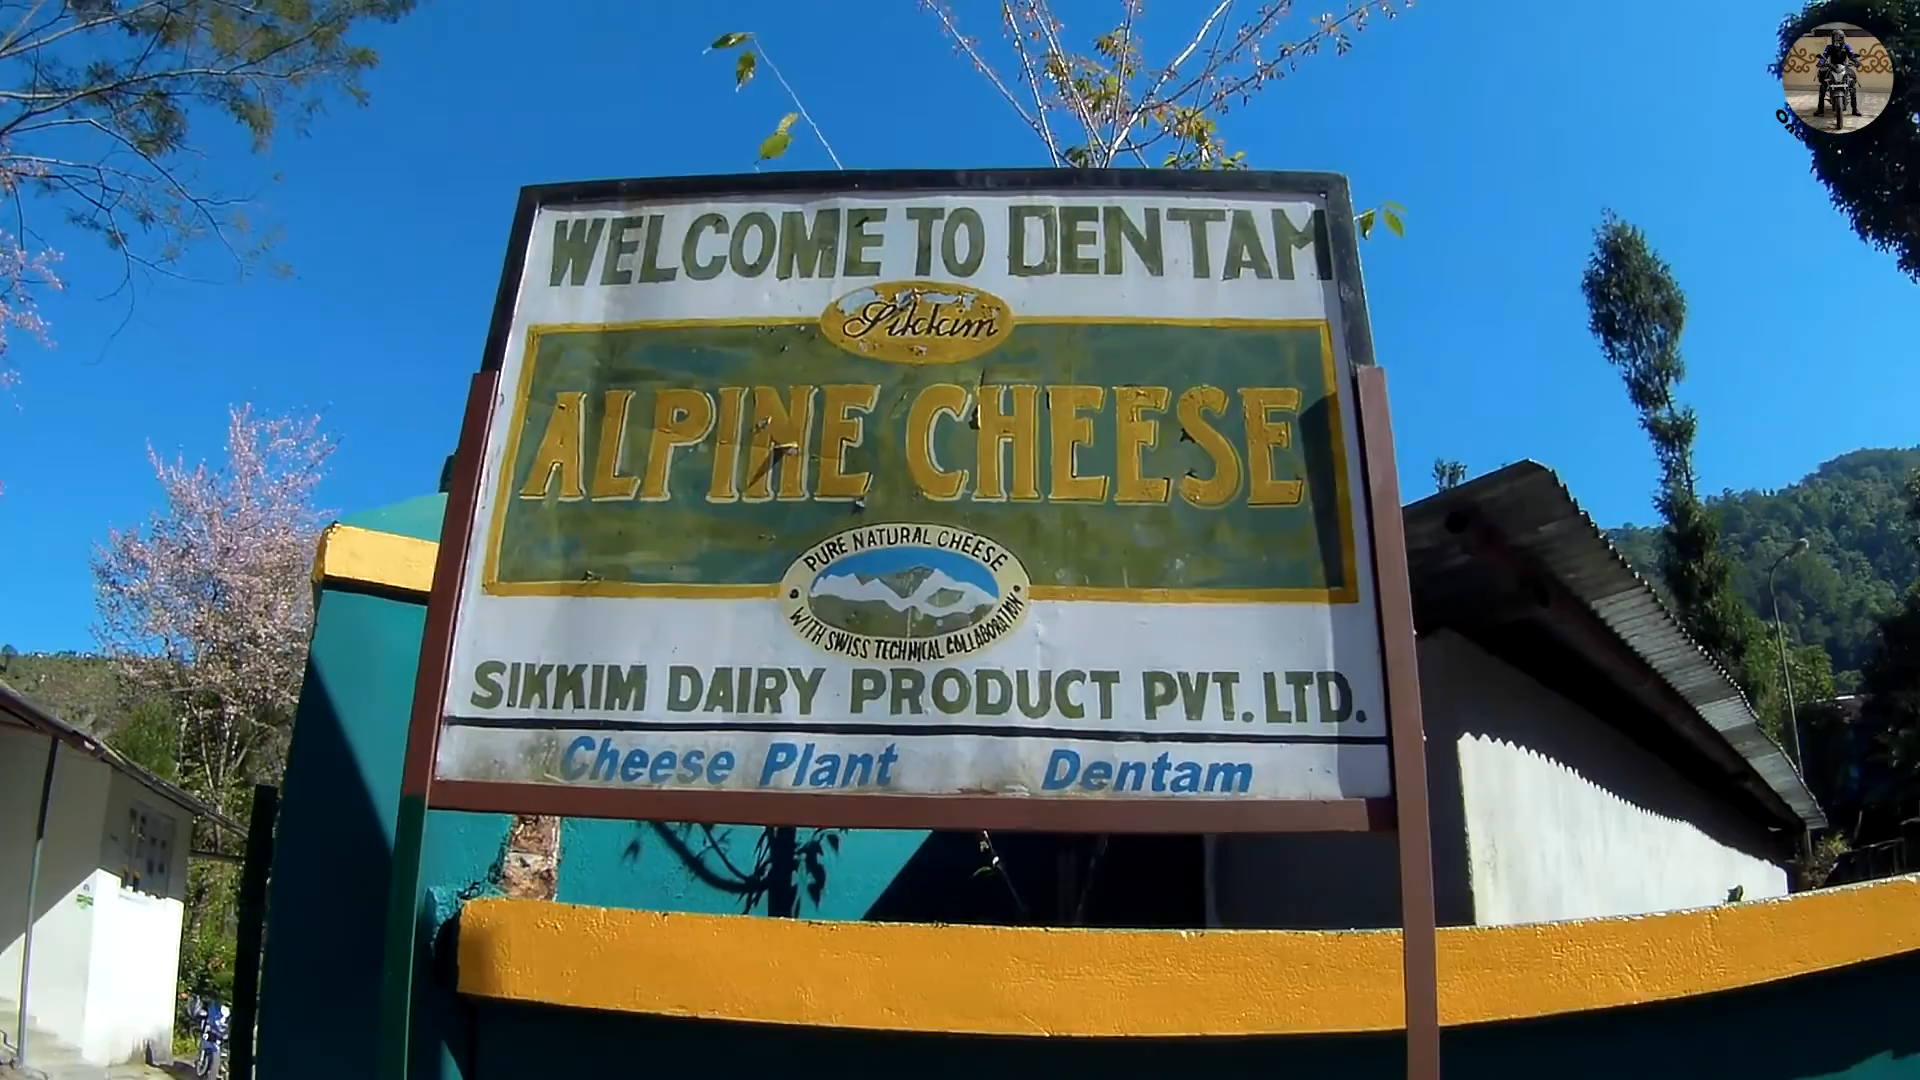 WELCOME TO DENTAM
Sikkim
ALPINE CHEESE
PURE NATURAL CHEESE
WITH SWISS TECHNICAL COLLABORATION
SIKKIM DAIRY PRODUCT PVT. LTD.
Cheese Plant Dentam